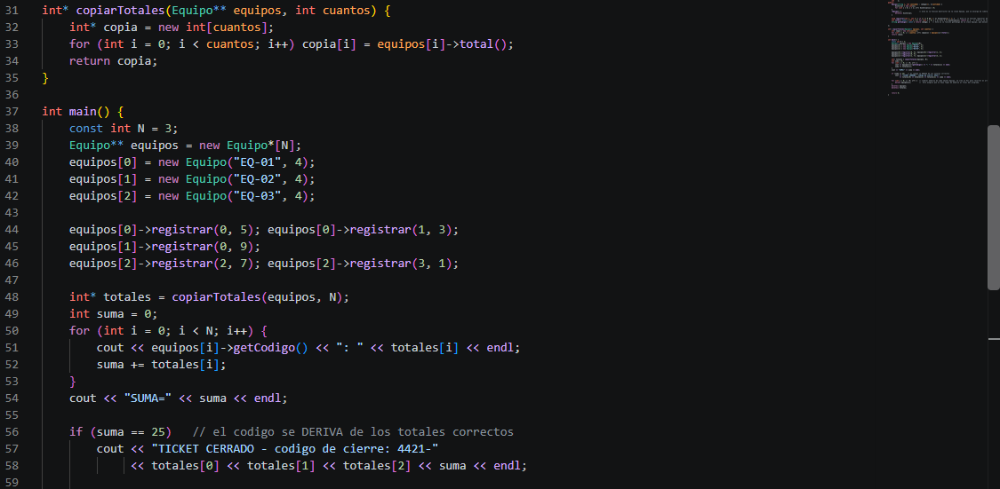 31 int* copiarTotales(Equipo** equipos, int cuantos) {
32     int* copia = new int[cuantos];
33     for (int i = 0; i < cuantos; i++) copia[i] = equipos[i]->total();
34     return copia;
35 }
36
37 int main() {
38     const int N = 3;
39     Equipo** equipos = new Equipo*[N];
40     equipos[0] = new Equipo("EQ-01", 4);
41     equipos[1] = new Equipo("EQ-02", 4);
42     equipos[2] = new Equipo("EQ-03", 4);
43
44     equipos[0]->registrar(0, 5); equipos[0]->registrar(1, 3);
45     equipos[1]->registrar(0, 9);
46     equipos[2]->registrar(2, 7); equipos[2]->registrar(3, 1);
47
48     int* totales = copiarTotales(equipos, N);
49     int suma = 0;
50     for (int i = 0; i < N; i++) {
51         cout << equipos[i]->getCodigo() << ": " << totales[i] << endl;
52         suma += totales[i];
53     }
54     cout << "SUMA=" << suma << endl;
55
56     if (suma == 25)   // el codigo se DERIVA de los totales correctos
57         cout << "TICKET CERRADO - codigo de cierre: 4421-"
58              << totales[0] << totales[1] << totales[2] << suma << endl;
59